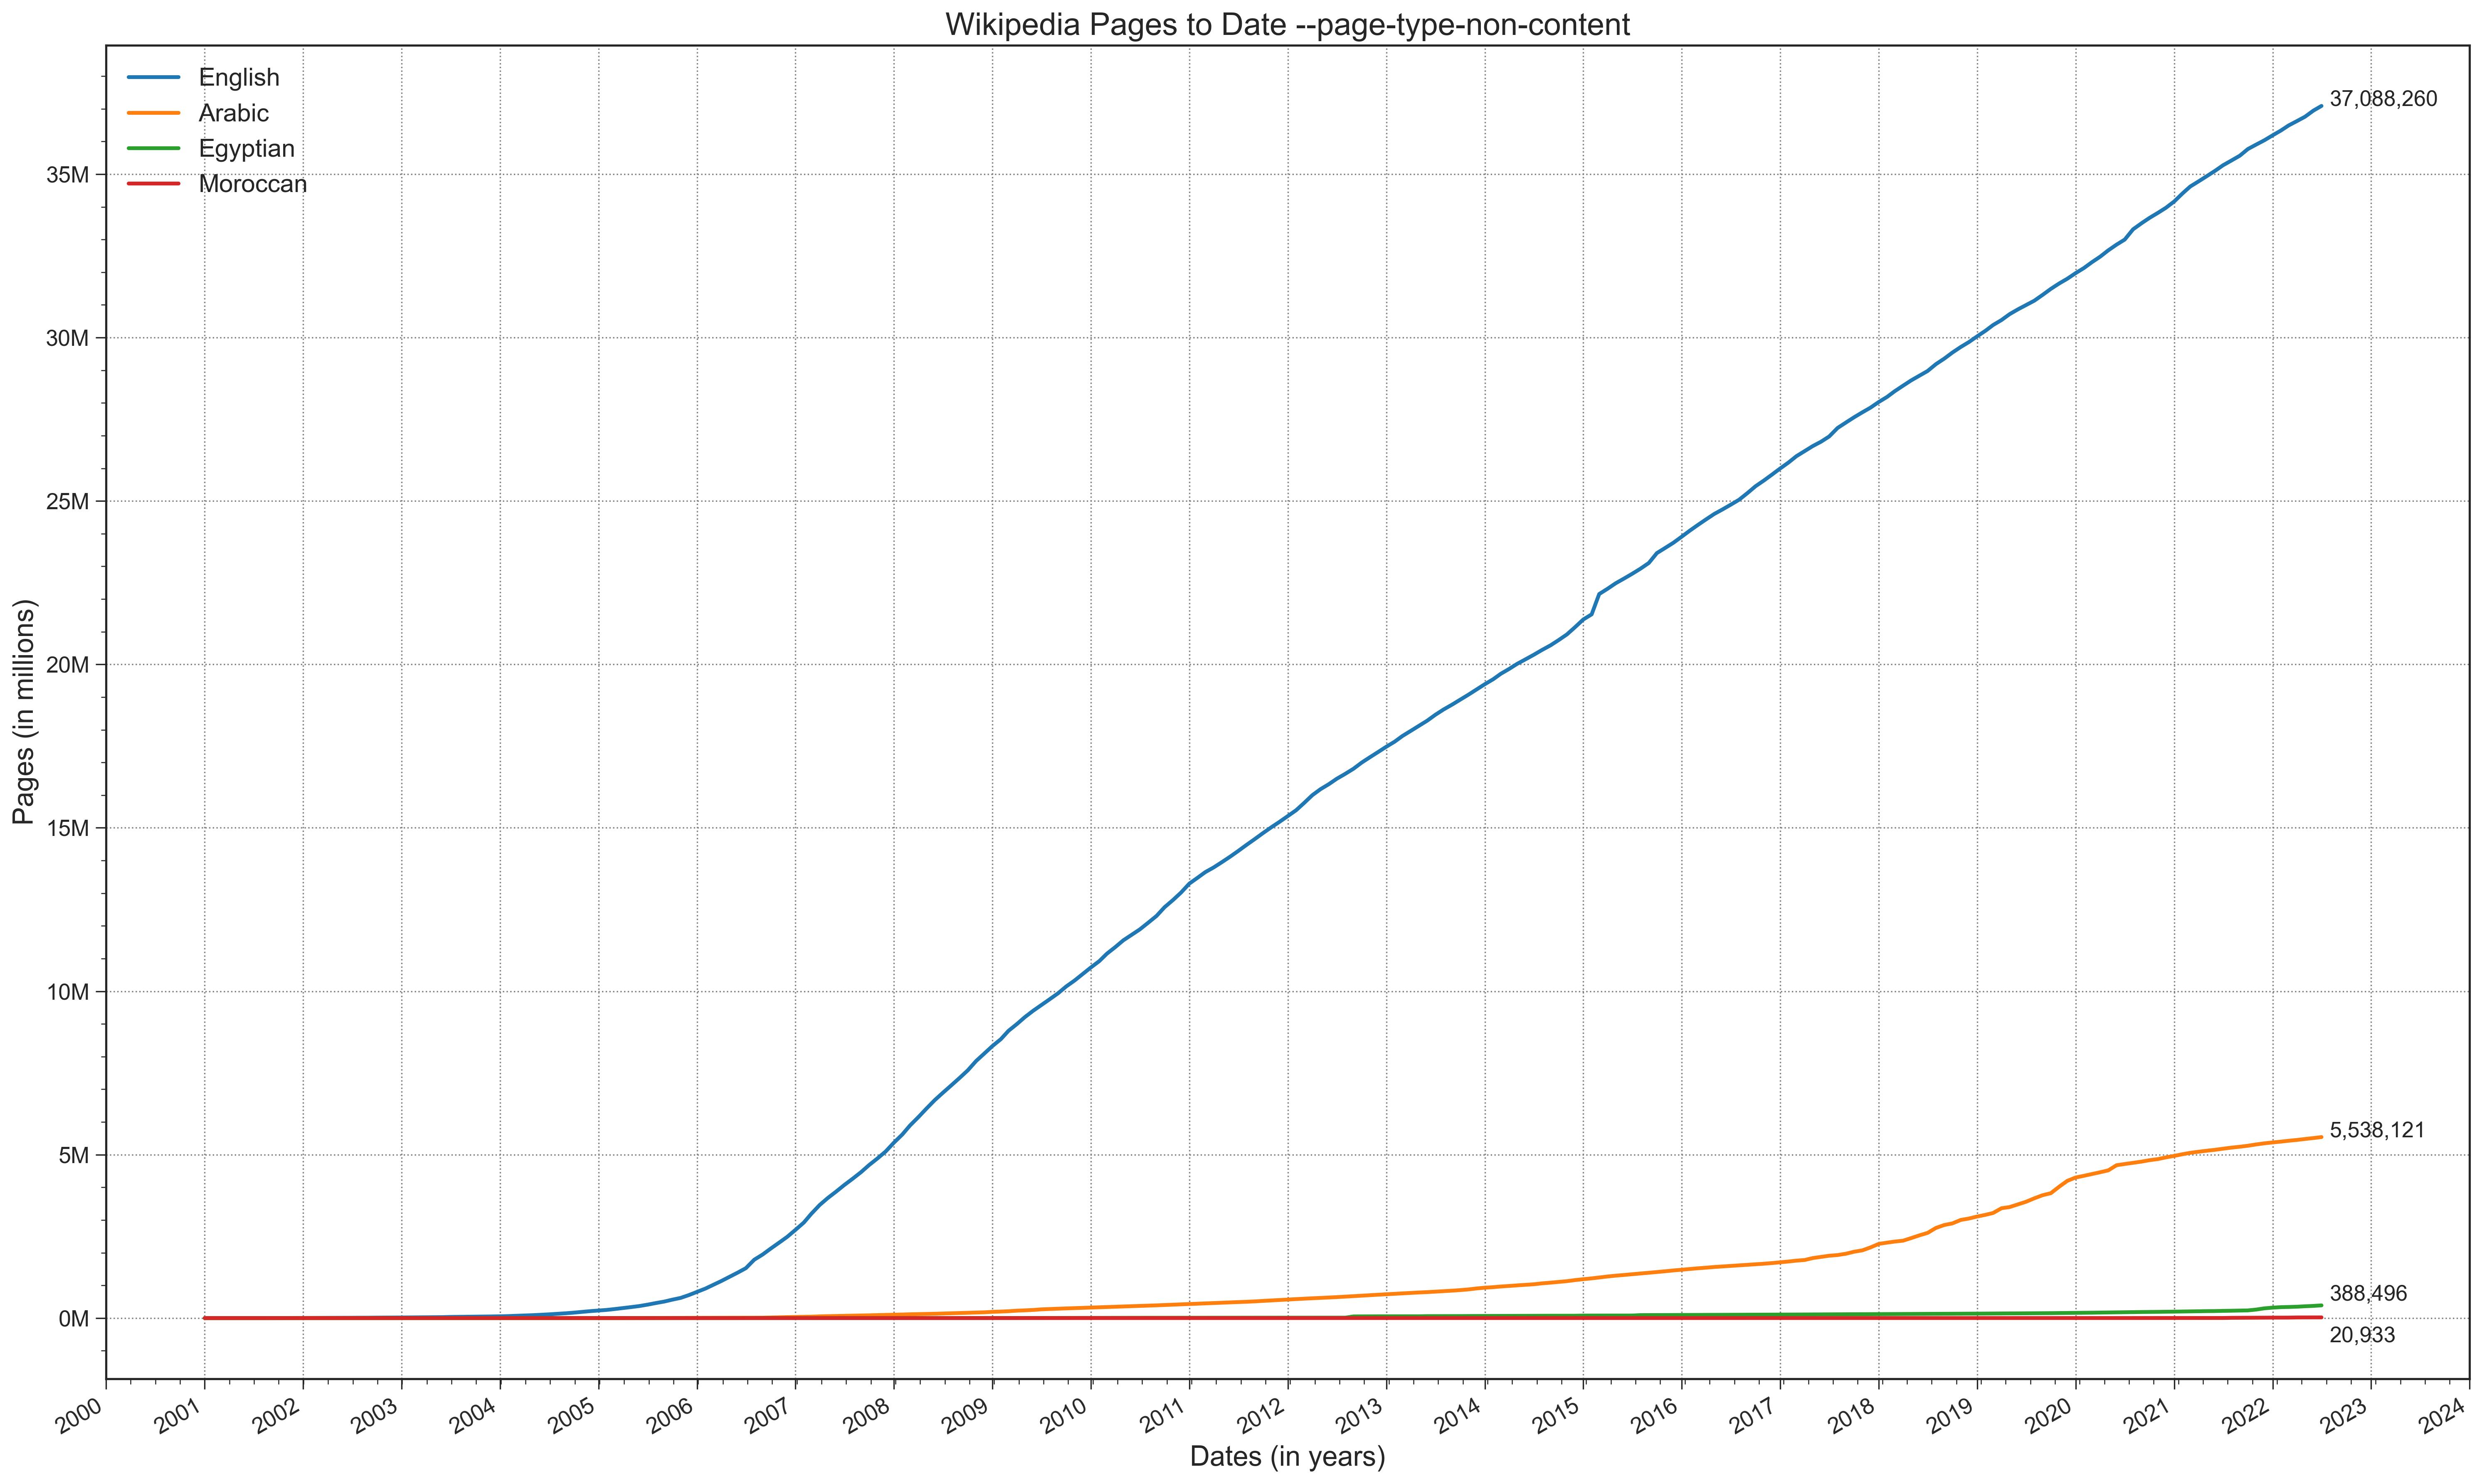 Wikipedia Pages to Date --page-type-non-content
English
Arabic
Egyptian
Moroccan
37,088,260
5,538,121
388,496
20,933
35M
30M
25M
20M
15M
10M
5M
0M
Pages (in millions)
2000 2001 2002 2003 2004 2005 2006 2007 2008 2009 2010 2011 2012 2013 2014 2015 2016 2017 2018 2019 2020 2021 2022 2023 2024
Dates (in years)